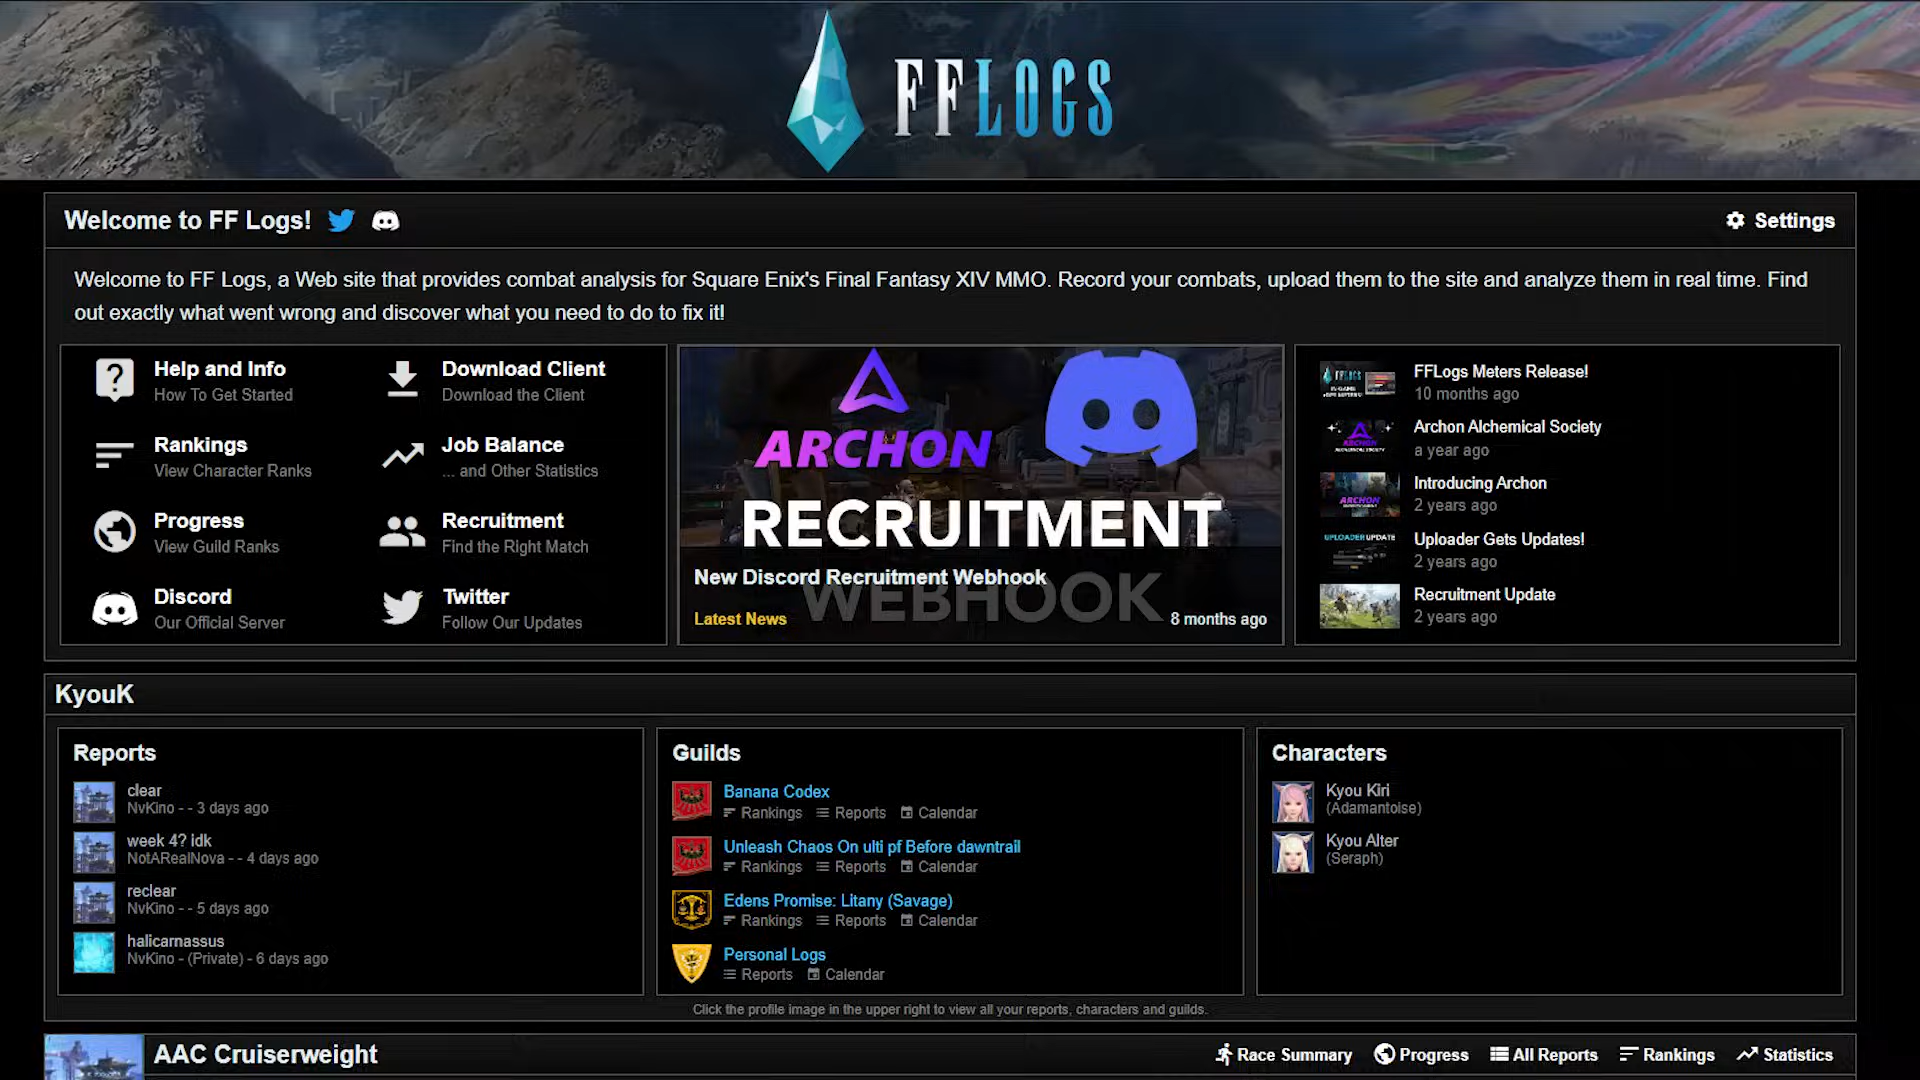 FFLOGS
Welcome to FF Logs!
Settings
Welcome to FF Logs, a Web site that provides combat analysis for Square Enix's Final Fantasy XIV MMO. Record your combats, upload them to the site and analyze them in real time. Find
out exactly what went wrong and discover what you need to do to fix it!
Help and Info
How To Get Started
Download Client
Download the Client
Rankings
View Character Ranks
Job Balance
... and Other Statistics
Progress
View Guild Ranks
Recruitment
Find the Right Match
Discord
Our Official Server
Twitter
Follow Our Updates
ARCHON
RECRUITMENT
WEBHOOK
New Discord Recruitment Webhook
Latest News
8 months ago
FFLogs Meters Release!
10 months ago
ARCHON
Archon Alchemical Society
a year ago
ARCHON
Introducing Archon
2 years ago
UPLOADER UPDATE
Uploader Gets Updates!
2 years ago
Recruitment Update
2 years ago
KyouK
Reports
clear
NvKino - - 3 days ago
week 4? idk
NotARealNova - - 4 days ago
reclear
NvKino - - 5 days ago
halicarnassus
NvKino - (Private) - 6 days ago
Guilds
Banana Codex
Rankings Reports Calendar
Unleash Chaos On ulti pf Before dawntrail
Rankings Reports Calendar
Edens Promise: Litany (Savage)
Rankings Reports Calendar
Personal Logs
Reports Calendar
Characters
Kyou Kiri
(Adamantoise)
Kyou Alter
(Seraph)
Click the profile image in the upper right to view all your reports, characters and guilds.
AAC Cruiserweight
Race Summary Progress All Reports Rankings Statistics